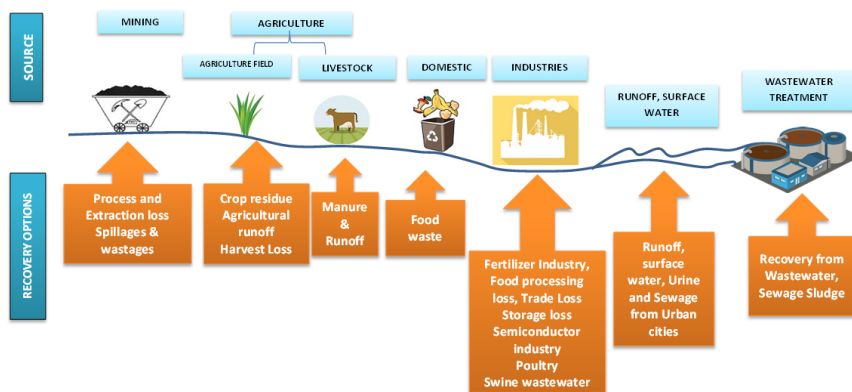 SOURCE
MINING
AGRICULTURE
AGRICULTURE FIELD
LIVESTOCK
DOMESTIC
INDUSTRIES
RUNOFF, SURFACE
WATER
WASTEWATER
TREATMENT
RECOVERY OPTIONS
Process and
Extraction loss
Spillages &
wastages
Crop residue
Agricultural
runoff
Harvest Loss
Manure
&
Runoff
Food
waste
Fertilizer Industry,
Food processing
loss, Trade Loss
Storage loss
Semiconductor
industry
Poultry
Swine wastewater
Runoff,
surface
water, Urine
and Sewage
from Urban
cities
Recovery from
Wastewater,
Sewage Sludge